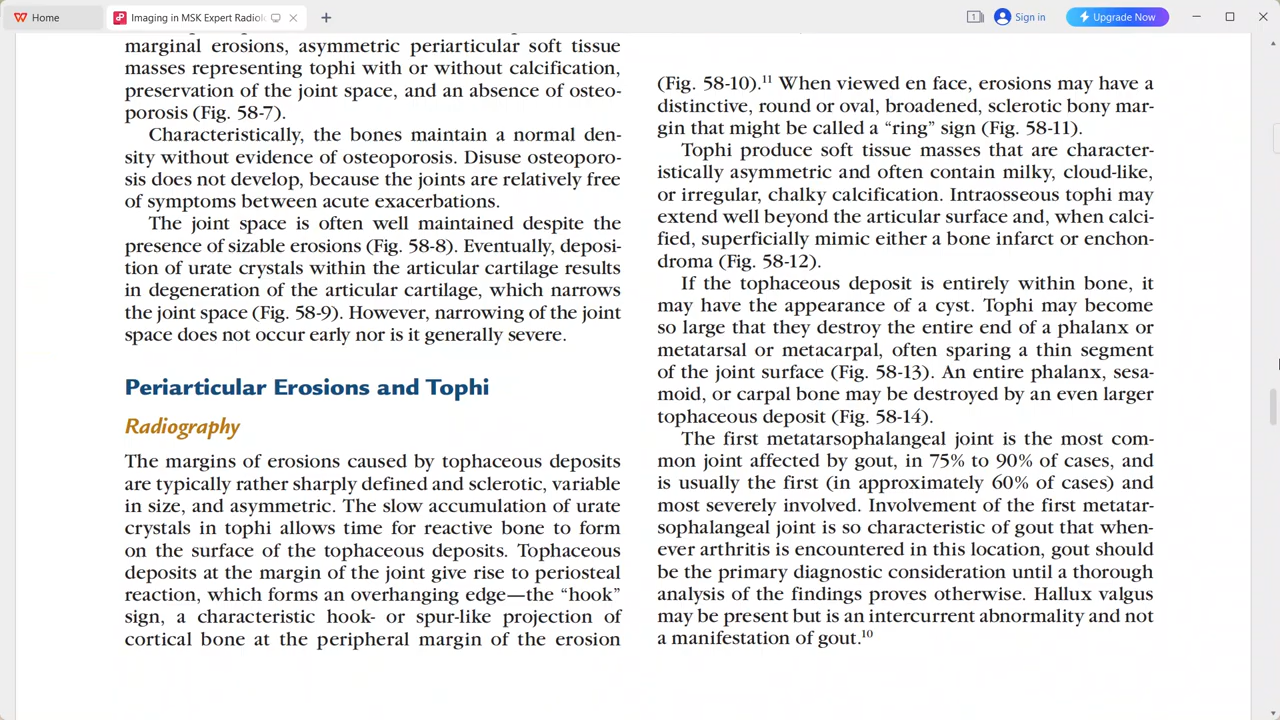 Home
Imaging in MSK Expert Radiol
1
Sign in
Upgrade Now
marginal erosions, asymmetric periarticular soft tissue
masses representing tophi with or without calcification,
preservation of the joint space, and an absence of osteo-
porosis (Fig. 58-7).
Characteristically, the bones maintain a normal den-
sity without evidence of osteoporosis. Disuse osteoporo-
sis does not develop, because the joints are relatively free
of symptoms between acute exacerbations.
The joint space is often well maintained despite the
presence of sizable erosions (Fig. 58-8). Eventually, deposi-
tion of urate crystals within the articular cartilage results
in degeneration of the articular cartilage, which narrows
the joint space (Fig. 58-9). However, narrowing of the joint
space does not occur early nor is it generally severe.
Periarticular Erosions and Tophi
Radiography
The margins of erosions caused by tophaceous deposits
are typically rather sharply defined and sclerotic, variable
in size, and asymmetric. The slow accumulation of urate
crystals in tophi allows time for reactive bone to form
on the surface of the tophaceous deposits. Tophaceous
deposits at the margin of the joint give rise to periosteal
reaction, which forms an overhanging edge—the “hook”
sign, a characteristic hook- or spur-like projection of
cortical bone at the peripheral margin of the erosion
(Fig. 58-10).¹¹ When viewed en face, erosions may have a
distinctive, round or oval, broadened, sclerotic bony mar-
gin that might be called a “ring” sign (Fig. 58-11).
Tophi produce soft tissue masses that are character-
istically asymmetric and often contain milky, cloud-like,
or irregular, chalky calcification. Intraosseous tophi may
extend well beyond the articular surface and, when calci-
fied, superficially mimic either a bone infarct or enchon-
droma (Fig. 58-12).
If the tophaceous deposit is entirely within bone, it
may have the appearance of a cyst. Tophi may become
so large that they destroy the entire end of a phalanx or
metatarsal or metacarpal, often sparing a thin segment
of the joint surface (Fig. 58-13). An entire phalanx, sesa-
moid, or carpal bone may be destroyed by an even larger
tophaceous deposit (Fig. 58-14).
The first metatarsophalangeal joint is the most com-
mon joint affected by gout, in 75% to 90% of cases, and
is usually the first (in approximately 60% of cases) and
most severely involved. Involvement of the first metatar-
sophalangeal joint is so characteristic of gout that when-
ever arthritis is encountered in this location, gout should
be the primary diagnostic consideration until a thorough
analysis of the findings proves otherwise. Hallux valgus
may be present but is an intercurrent abnormality and not
a manifestation of gout.¹⁰